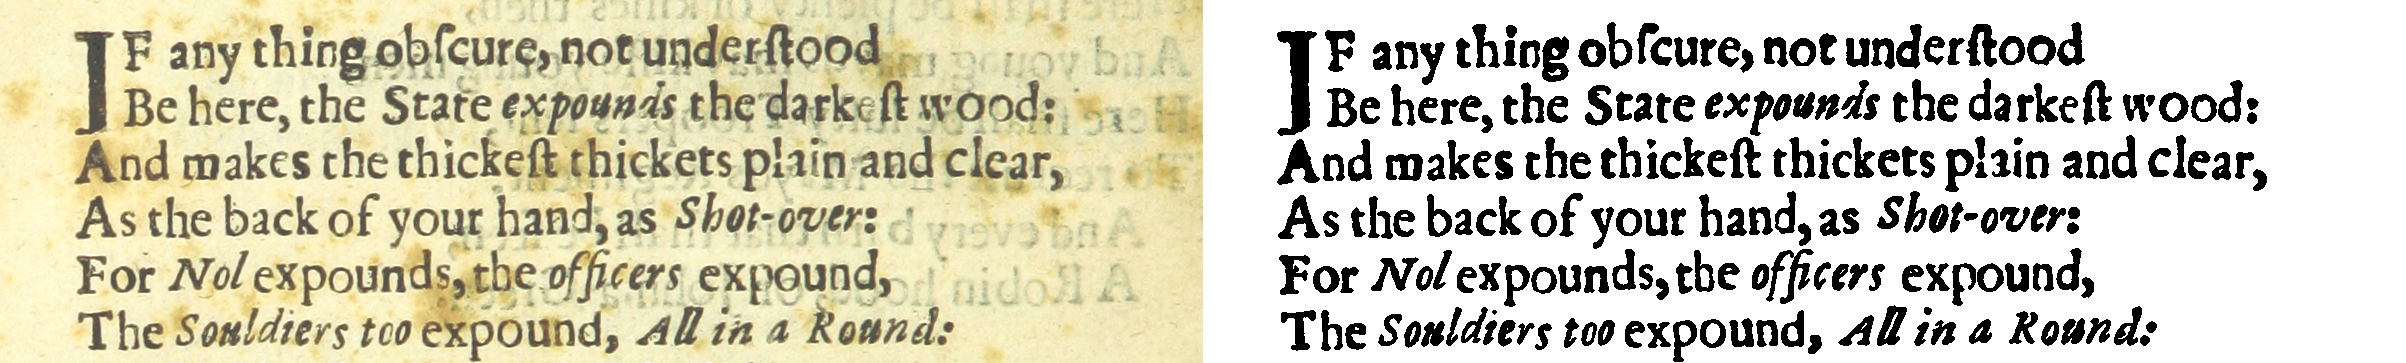 IF any thing obſcure, not underſtood
Be here, the State expounds the darkeſt wood:
And makes the thickeſt thickets plain and clear,
As the back of your hand, as Shot-over:
For Nol expounds, the officers expound,
The Souldiers too expound, All in a Round:
IF any thing obſcure, not underſtood
Be here, the State expounds the darkeſt wood:
And makes the thickeſt thickets plain and clear,
As the back of your hand, as Shot-over:
For Nol expounds, the officers expound,
The Souldiers too expound, All in a Round: